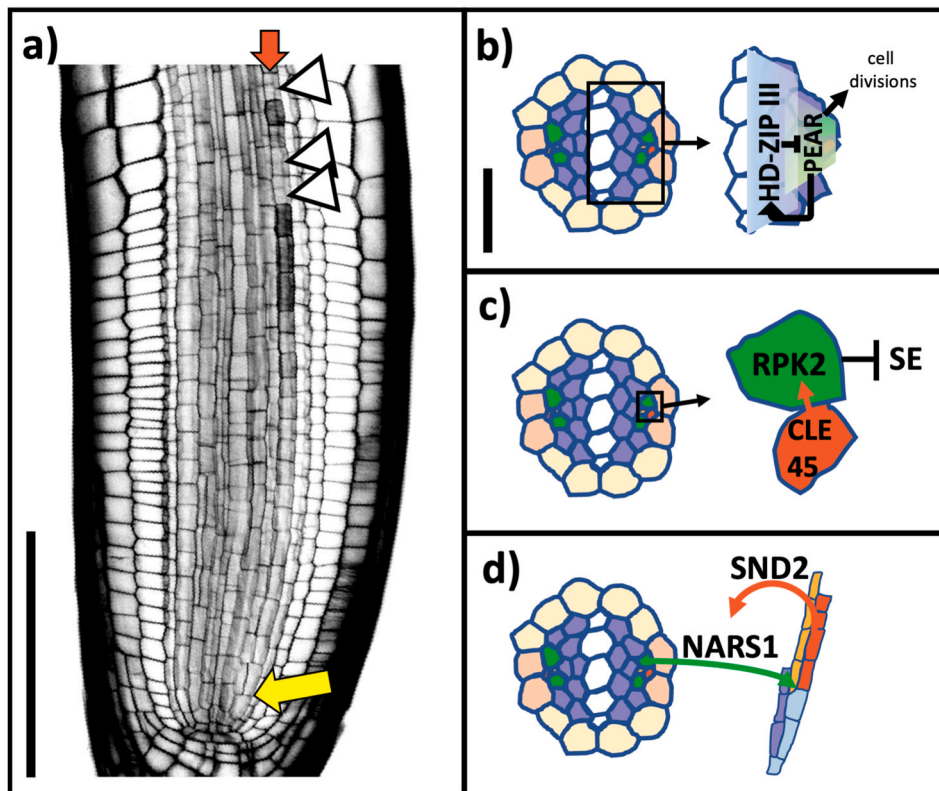 a)
b)
HD-ZIP III
PEAR
cell
divisions
c)
RPK2
SE
CLE
45
d)
SND2
NARS1